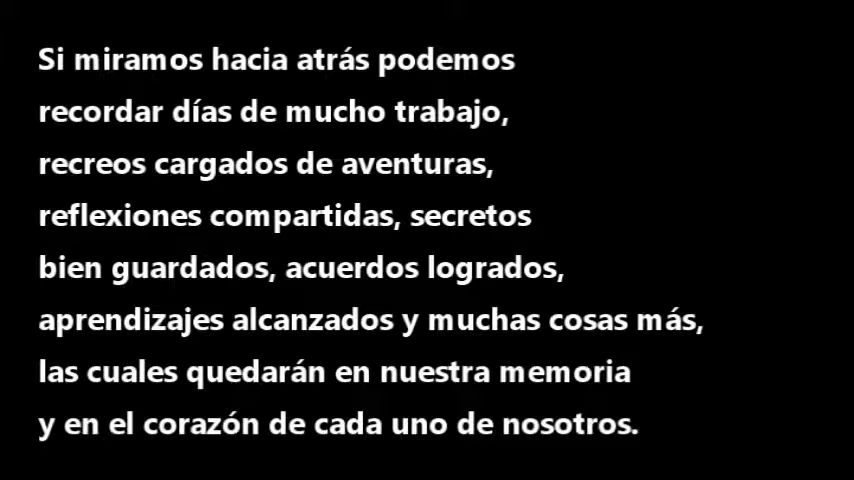 Si miramos hacia atrás podemos
recordar días de mucho trabajo,
recreos cargados de aventuras,
reflexiones compartidas, secretos
bien guardados, acuerdos logrados,
aprendizajes alcanzados y muchas cosas más,
las cuales quedarán en nuestra memoria
y en el corazón de cada uno de nosotros.